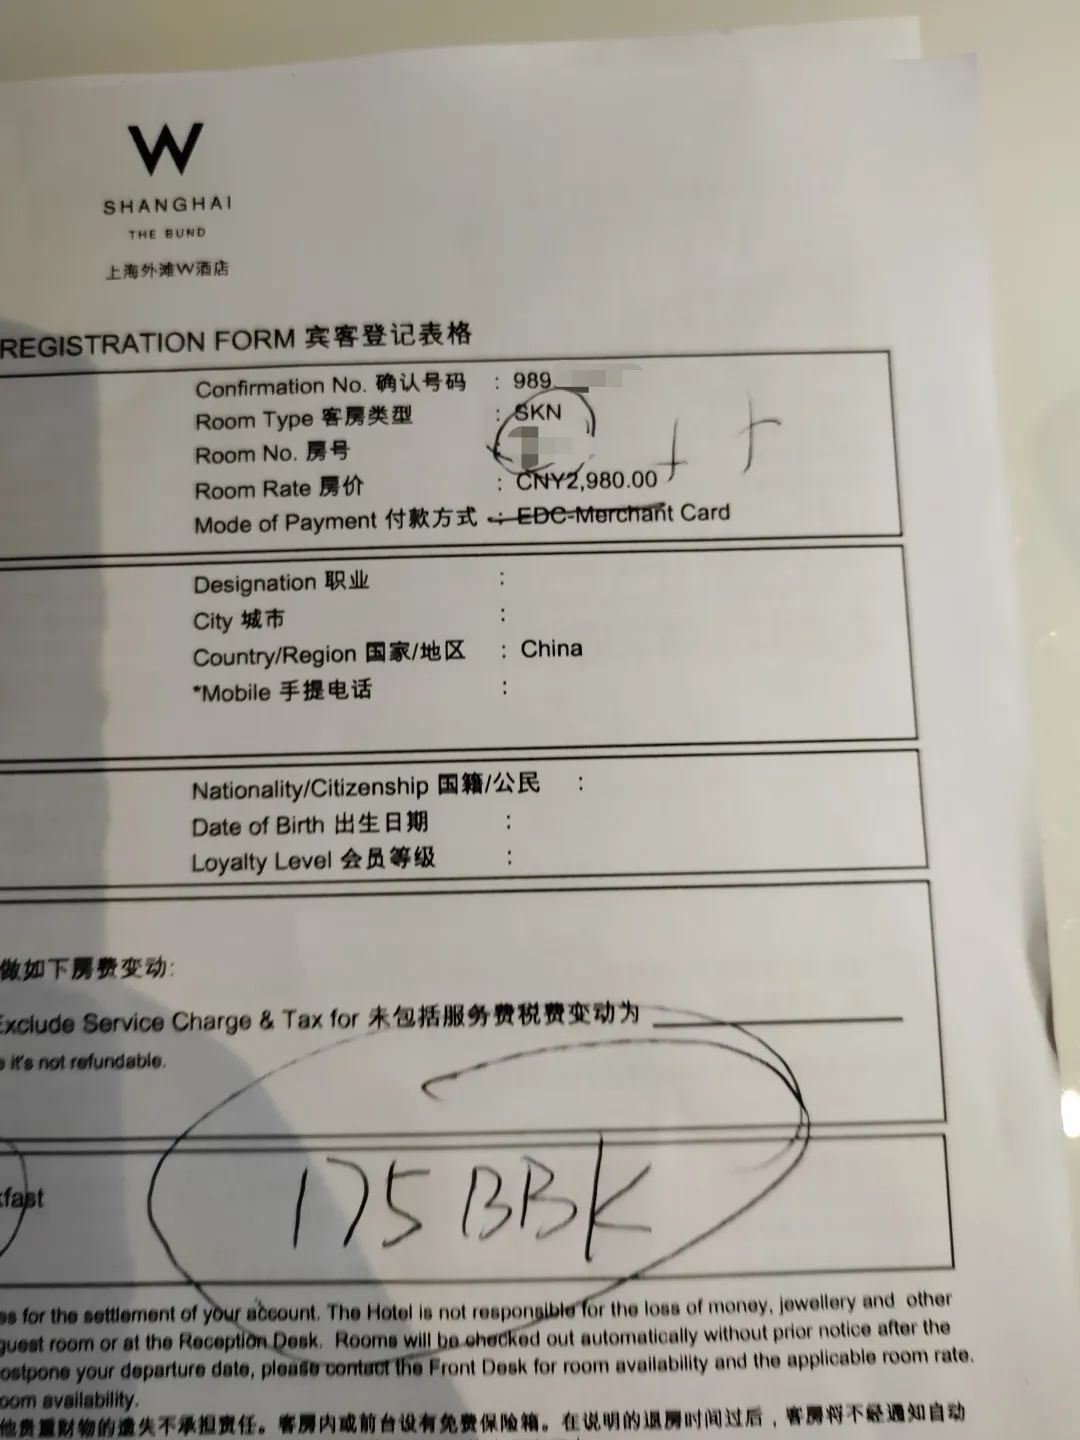 W
SHANGHAI
THE BUND
上海外滩W酒店
REGISTRATION FORM 宾客登记表格
Confirmation No. 确认号码 : 989
Room Type 客房类型 : SKN
Room No. 房号
Room Rate 房价 : CNY2,980.00 ++
Mode of Payment 付款方式 : EDC-Merchant Card
Designation 职业 :
City 城市 :
Country/Region 国家/地区 : China
*Mobile 手提电话 :
Nationality/Citizenship 国籍/公民 :
Date of Birth 出生日期 :
Loyalty Level 会员等级 :
做如下房费变动:
Exclude Service Charge & Tax for 未包括服务费税费变动为
it's not refundable.
175BBK
es for the settlement of your account. The Hotel is not responsible for the loss of money, jewellery and other
guest room or at the Reception Desk. Rooms will be checked out automatically without prior notice after the
ostpone your departure date, please contact the Front Desk for room availability and the applicable room rate.
oom availability.
他贵重财物的遗失不承担责任。客房内或前台设有免费保险箱。在说明的退房时间过后，客房将不经通知自动